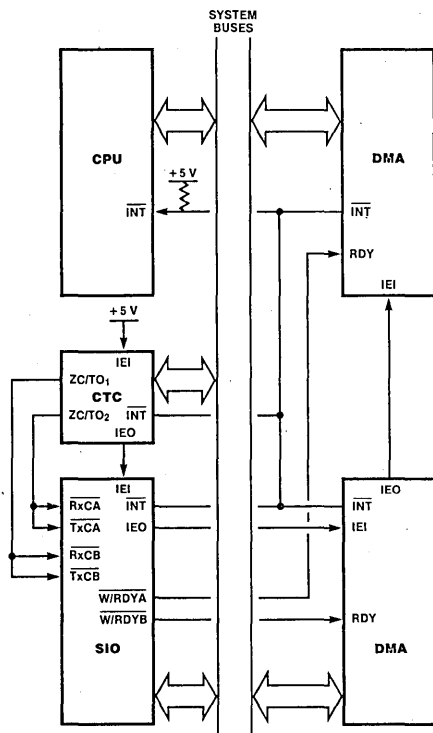 SYSTEM
BUSES
CPU
DMA
+5 V
INT
INT
RDY
IEI
+5 V
IEI
ZC/TO1
CTC
ZC/TO2
INT
IEO
IEI
RxCA
INT
TxCA
IEO
RxCB
TxCB
W/RDYA
W/RDYB
SIO
IEO
INT
IEI
RDY
DMA